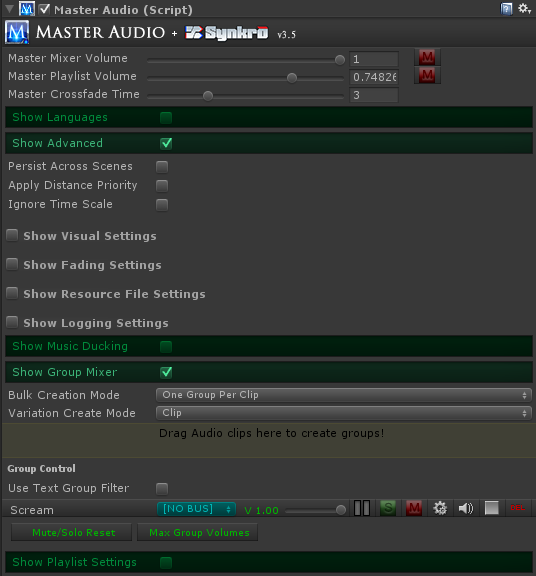 Master Audio (Script)
MASTER AUDIO + SynkrO v3.5
Master Mixer Volume 1 M
Master Playlist Volume 0.74826 M
Master Crossfade Time 3
Show Languages
Show Advanced
Persist Across Scenes
Apply Distance Priority
Ignore Time Scale
Show Visual Settings
Show Fading Settings
Show Resource File Settings
Show Logging Settings
Show Music Ducking
Show Group Mixer
Bulk Creation Mode One Group Per Clip
Variation Create Mode Clip
Drag Audio clips here to create groups!
Group Control
Use Text Group Filter
Scream [NO BUS] V 1.00 S M
Mute/Solo Reset Max Group Volumes
Show Playlist Settings